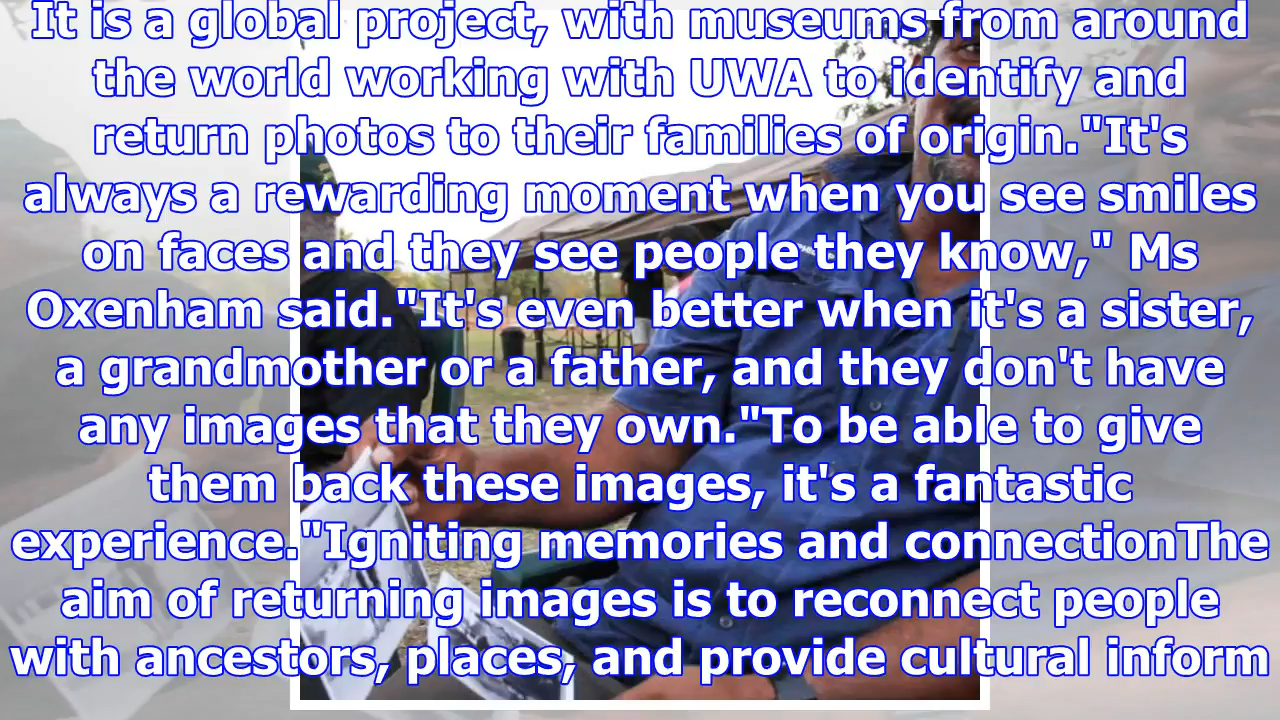 It is a global project, with museums from around
the world working with UWA to identify and
return photos to their families of origin."It's
always a rewarding moment when you see smiles
on faces and they see people they know," Ms
Oxenham said."It's even better when it's a sister,
a grandmother or a father, and they don't have
any images that they own."To be able to give
them back these images, it's a fantastic
experience."Igniting memories and connectionThe
aim of returning images is to reconnect people
with ancestors, places, and provide cultural inform